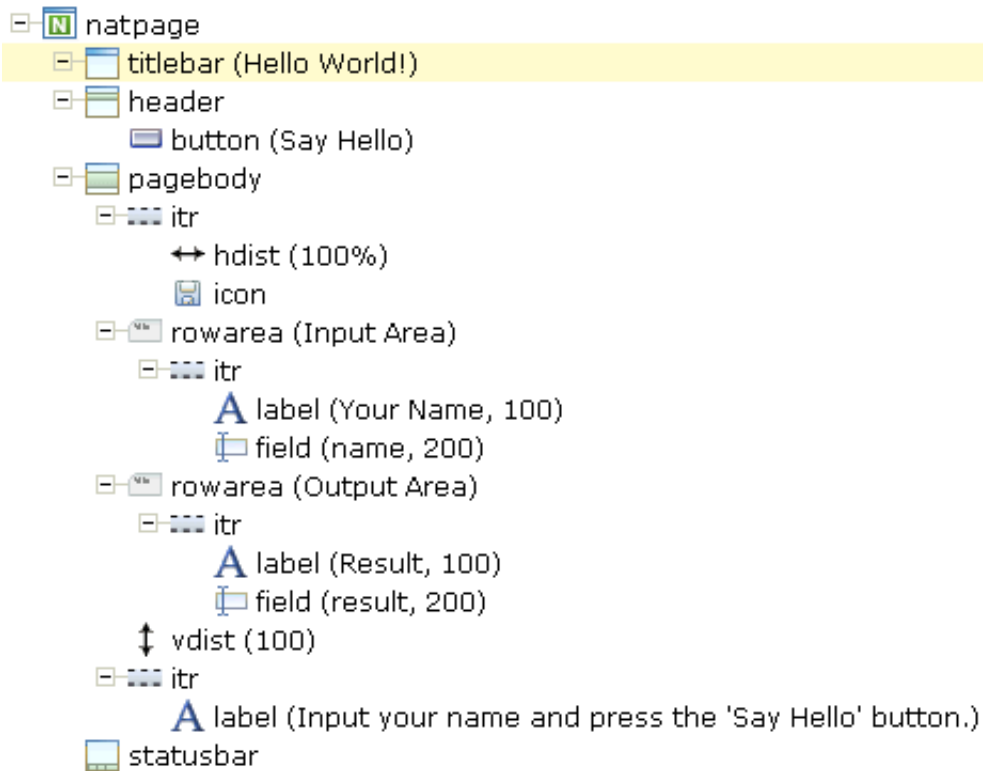 natpage
titlebar (Hello World!)
header
button (Say Hello)
pagebody
itr
hdist (100%)
icon
rowarea (Input Area)
itr
label (Your Name, 100)
field (name, 200)
rowarea (Output Area)
itr
label (Result, 100)
field (result, 200)
vdist (100)
itr
label (Input your name and press the 'Say Hello' button.)
statusbar